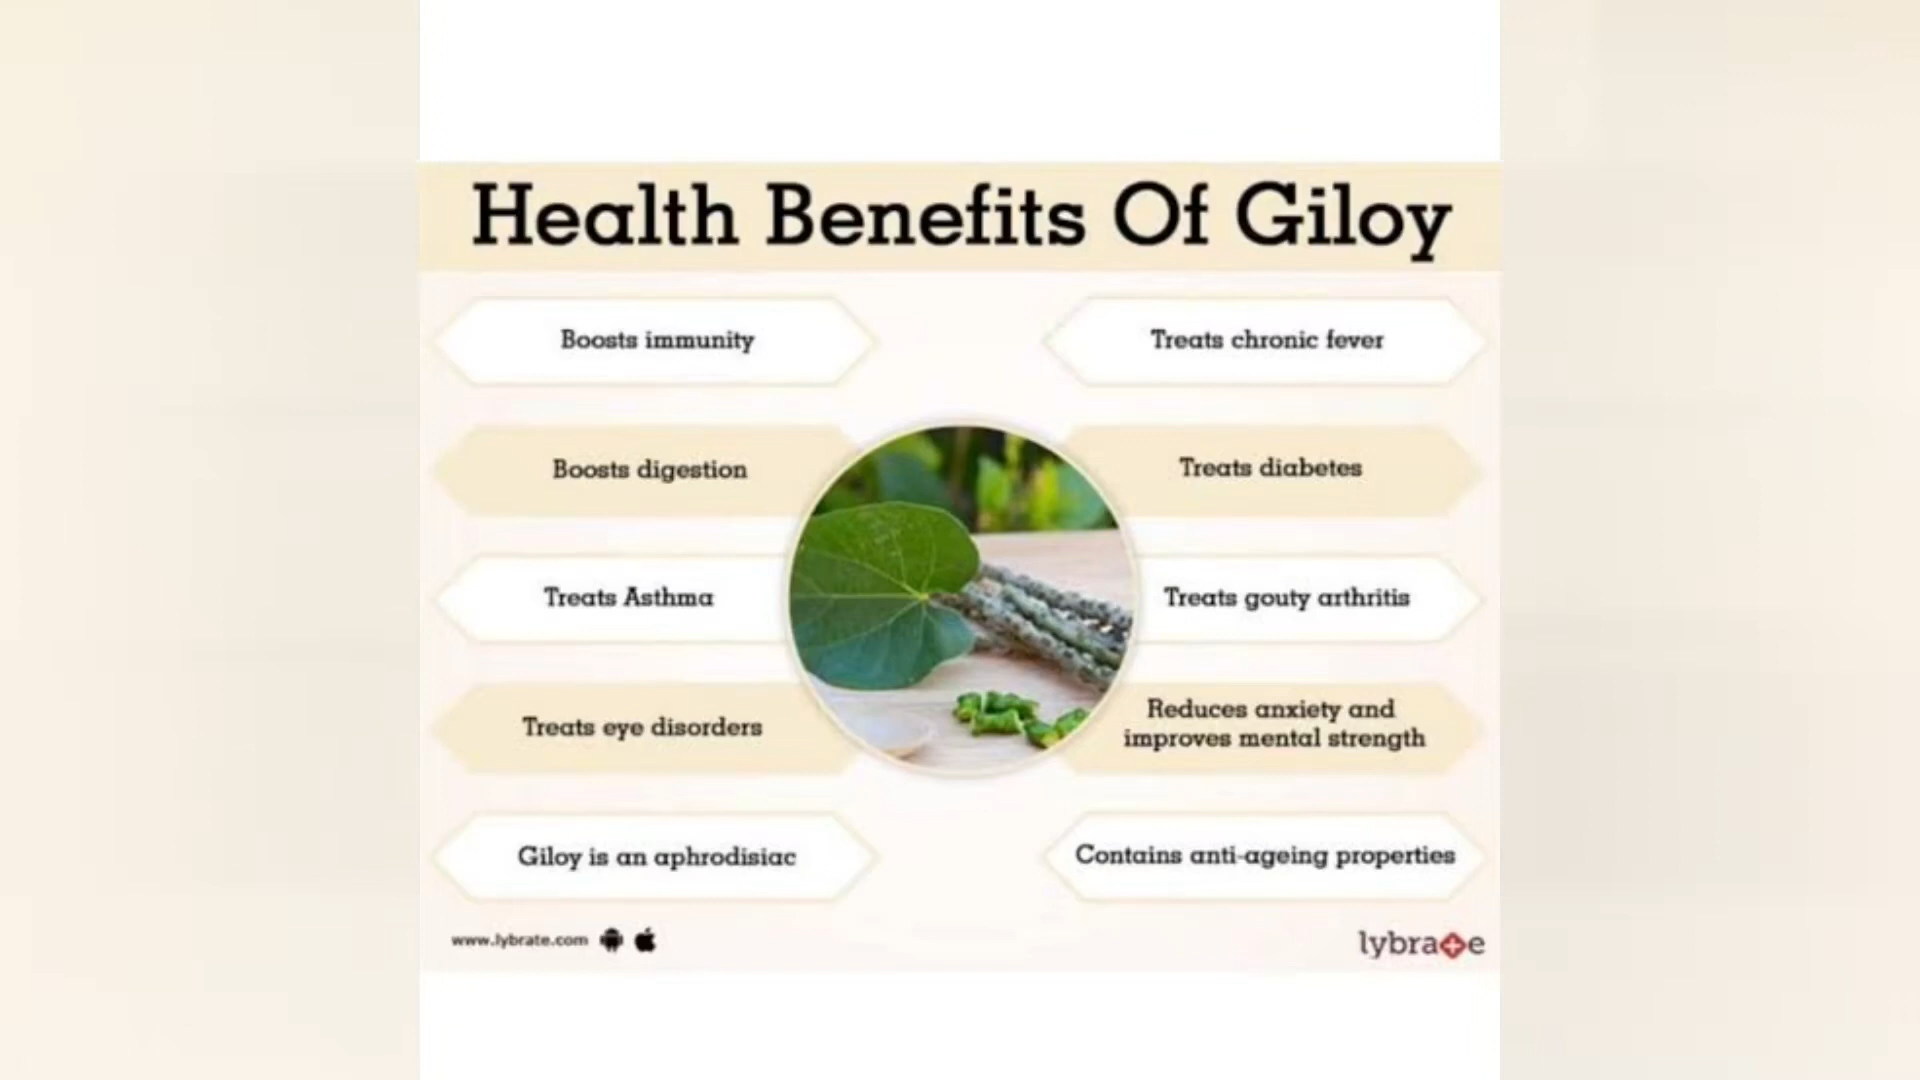 Health Benefits Of Giloy
Boosts immunity
Treats chronic fever
Boosts digestion
Treats diabetes
Treats Asthma
Treats gouty arthritis
Treats eye disorders
Reduces anxiety and
improves mental strength
Giloy is an aphrodisiac
Contains anti-ageing properties
www.lybrate.com
lybrate